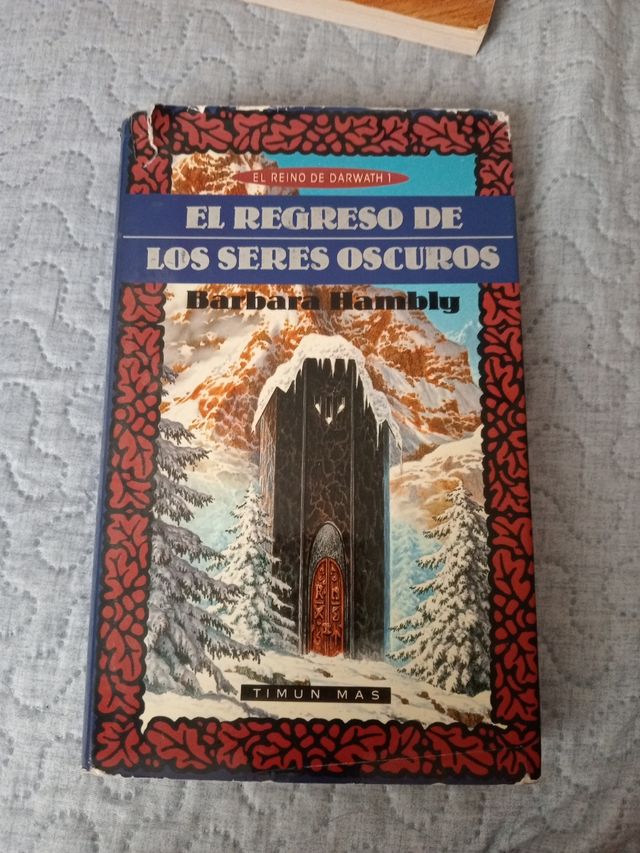 EL REINO DE DARWATH 1
EL REGRESO DE
LOS SERES OSCUROS
Barbara Hambly
TIMUN MAS